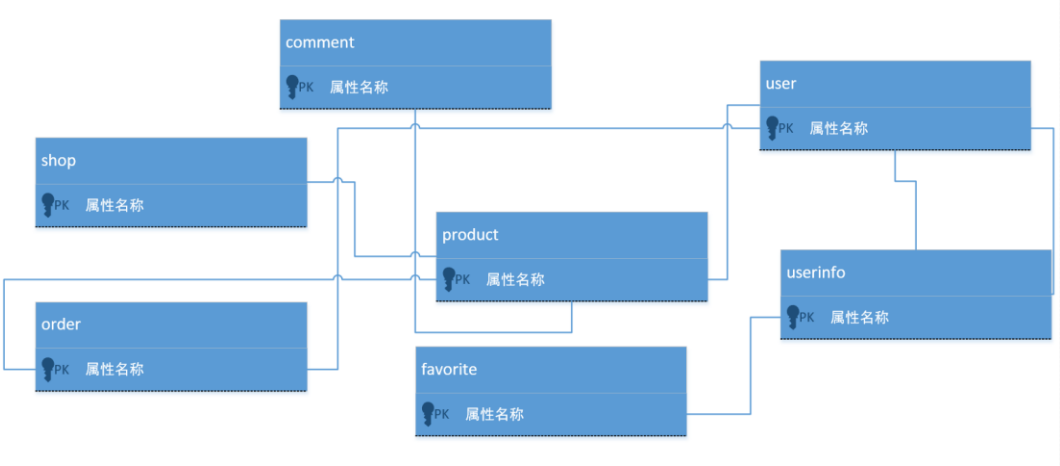 comment
PK 属性名称
user
PK 属性名称
shop
PK 属性名称
product
PK 属性名称
userinfo
PK 属性名称
order
PK 属性名称
favorite
PK 属性名称